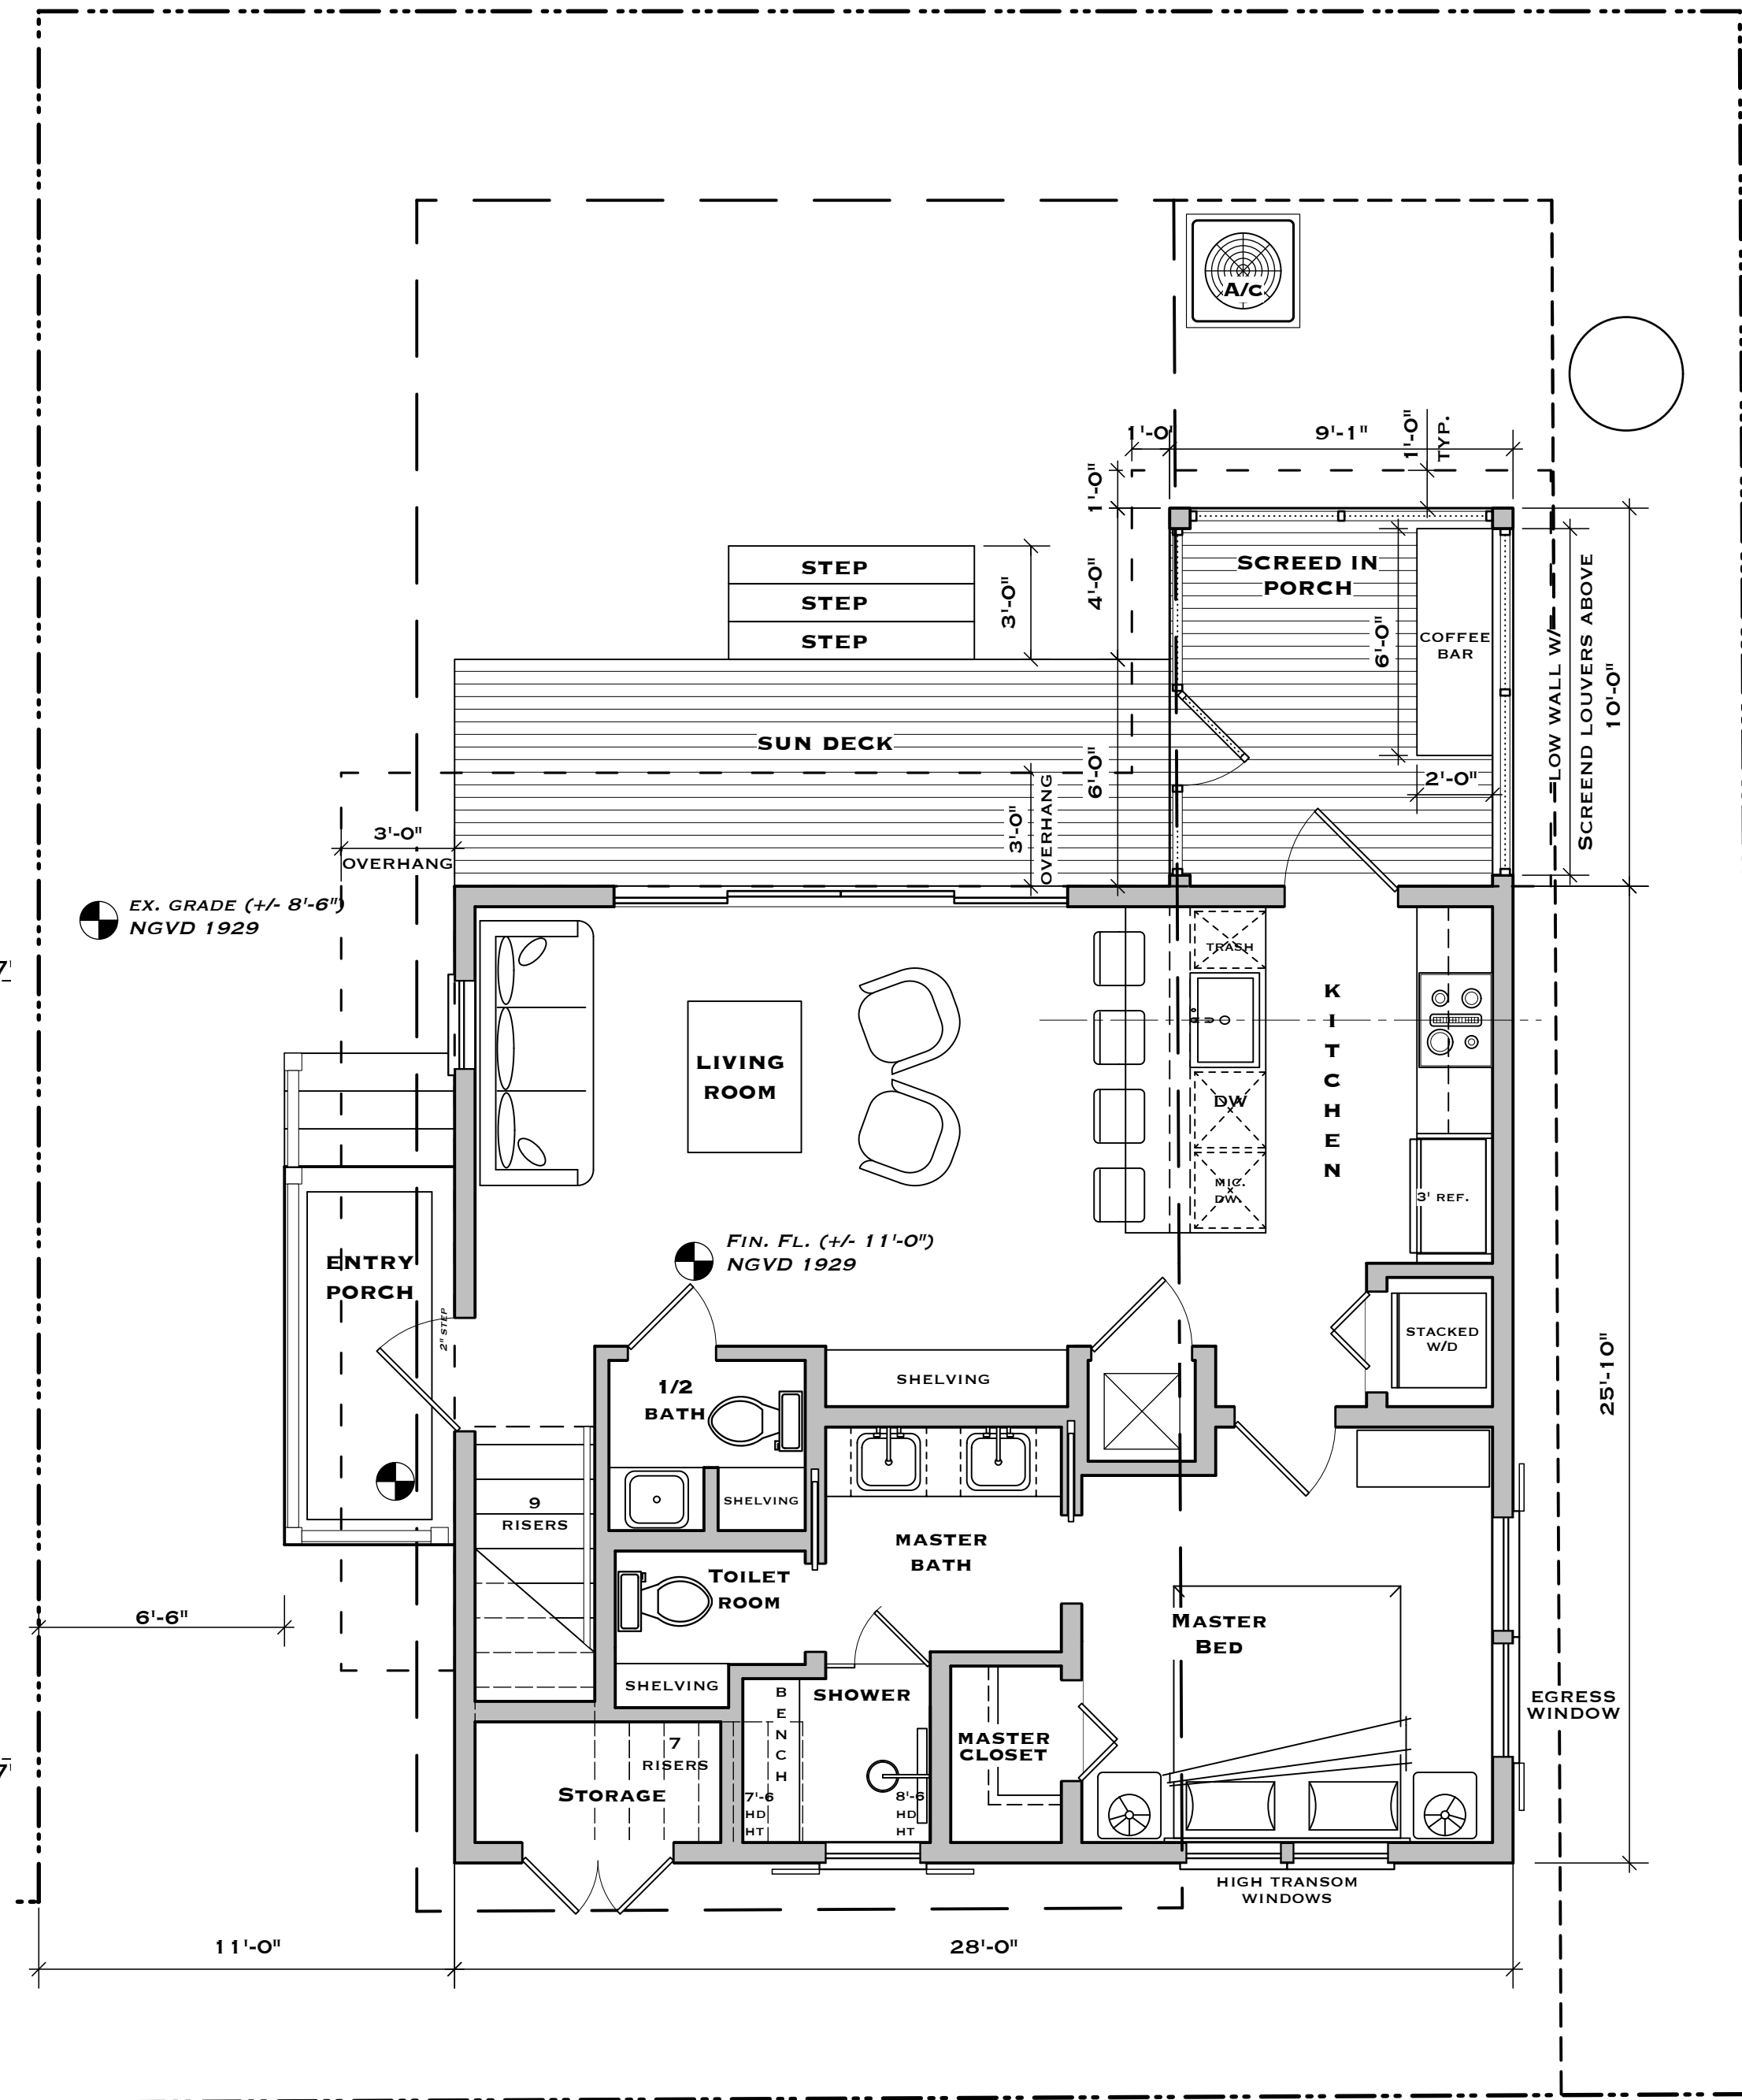 A/C
1'-0"
9'-1"
1'-0"
TYP.
1'-0"
4'-0"
STEP
STEP
STEP
3'-0"
SCREED IN
PORCH
6'-0"
COFFEE
BAR
LOW WALL W/
SCREEND LOUVERS ABOVE
10'-0"
SUN DECK
6'-0"
2'-0"
3'-0"
OVERHANG
3'-0"
OVERHANG
EX. GRADE (+/- 8'-6")
NGVD 1929
TRASH
KITCHEN
LIVING
ROOM
DW
MIC.
DW.
3' REF.
FIN. FL. (+/- 11'-0")
NGVD 1929
ENTRY
PORCH
2" STEP
STACKED
W/D
25'-10"
SHELVING
1/2
BATH
9
RISERS
SHELVING
MASTER
BATH
TOILET
ROOM
6'-6"
MASTER
BED
SHELVING
BENCH
SHOWER
EGRESS
WINDOW
7
RISERS
MASTER
CLOSET
STORAGE
7'-6
HD
HT
8'-6
HD
HT
HIGH TRANSOM
WINDOWS
11'-0"
28'-0"